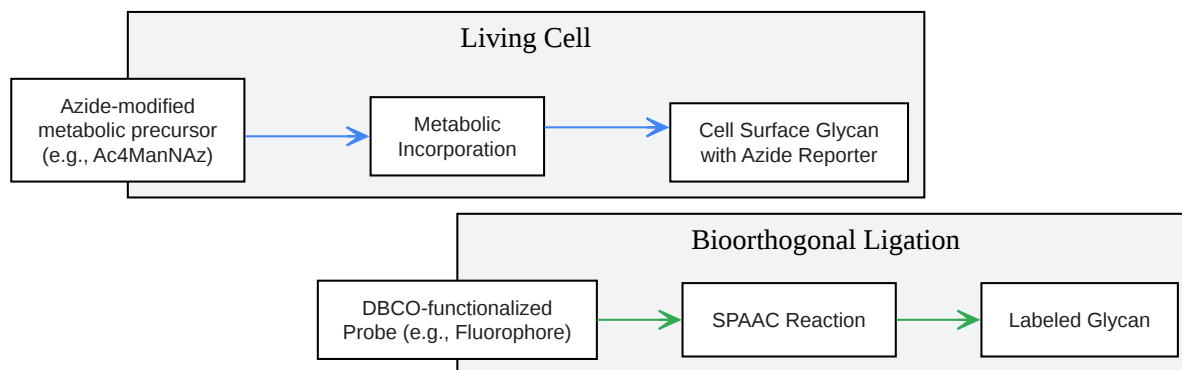 Living Cell
Azide-modified
metabolic precursor
(e.g., Ac4ManNAz)
Metabolic
Incorporation
Cell Surface Glycan
with Azide Reporter
Bioorthogonal Ligation
DBCO-functionalized
Probe (e.g., Fluorophore)
SPAAC Reaction
Labeled Glycan